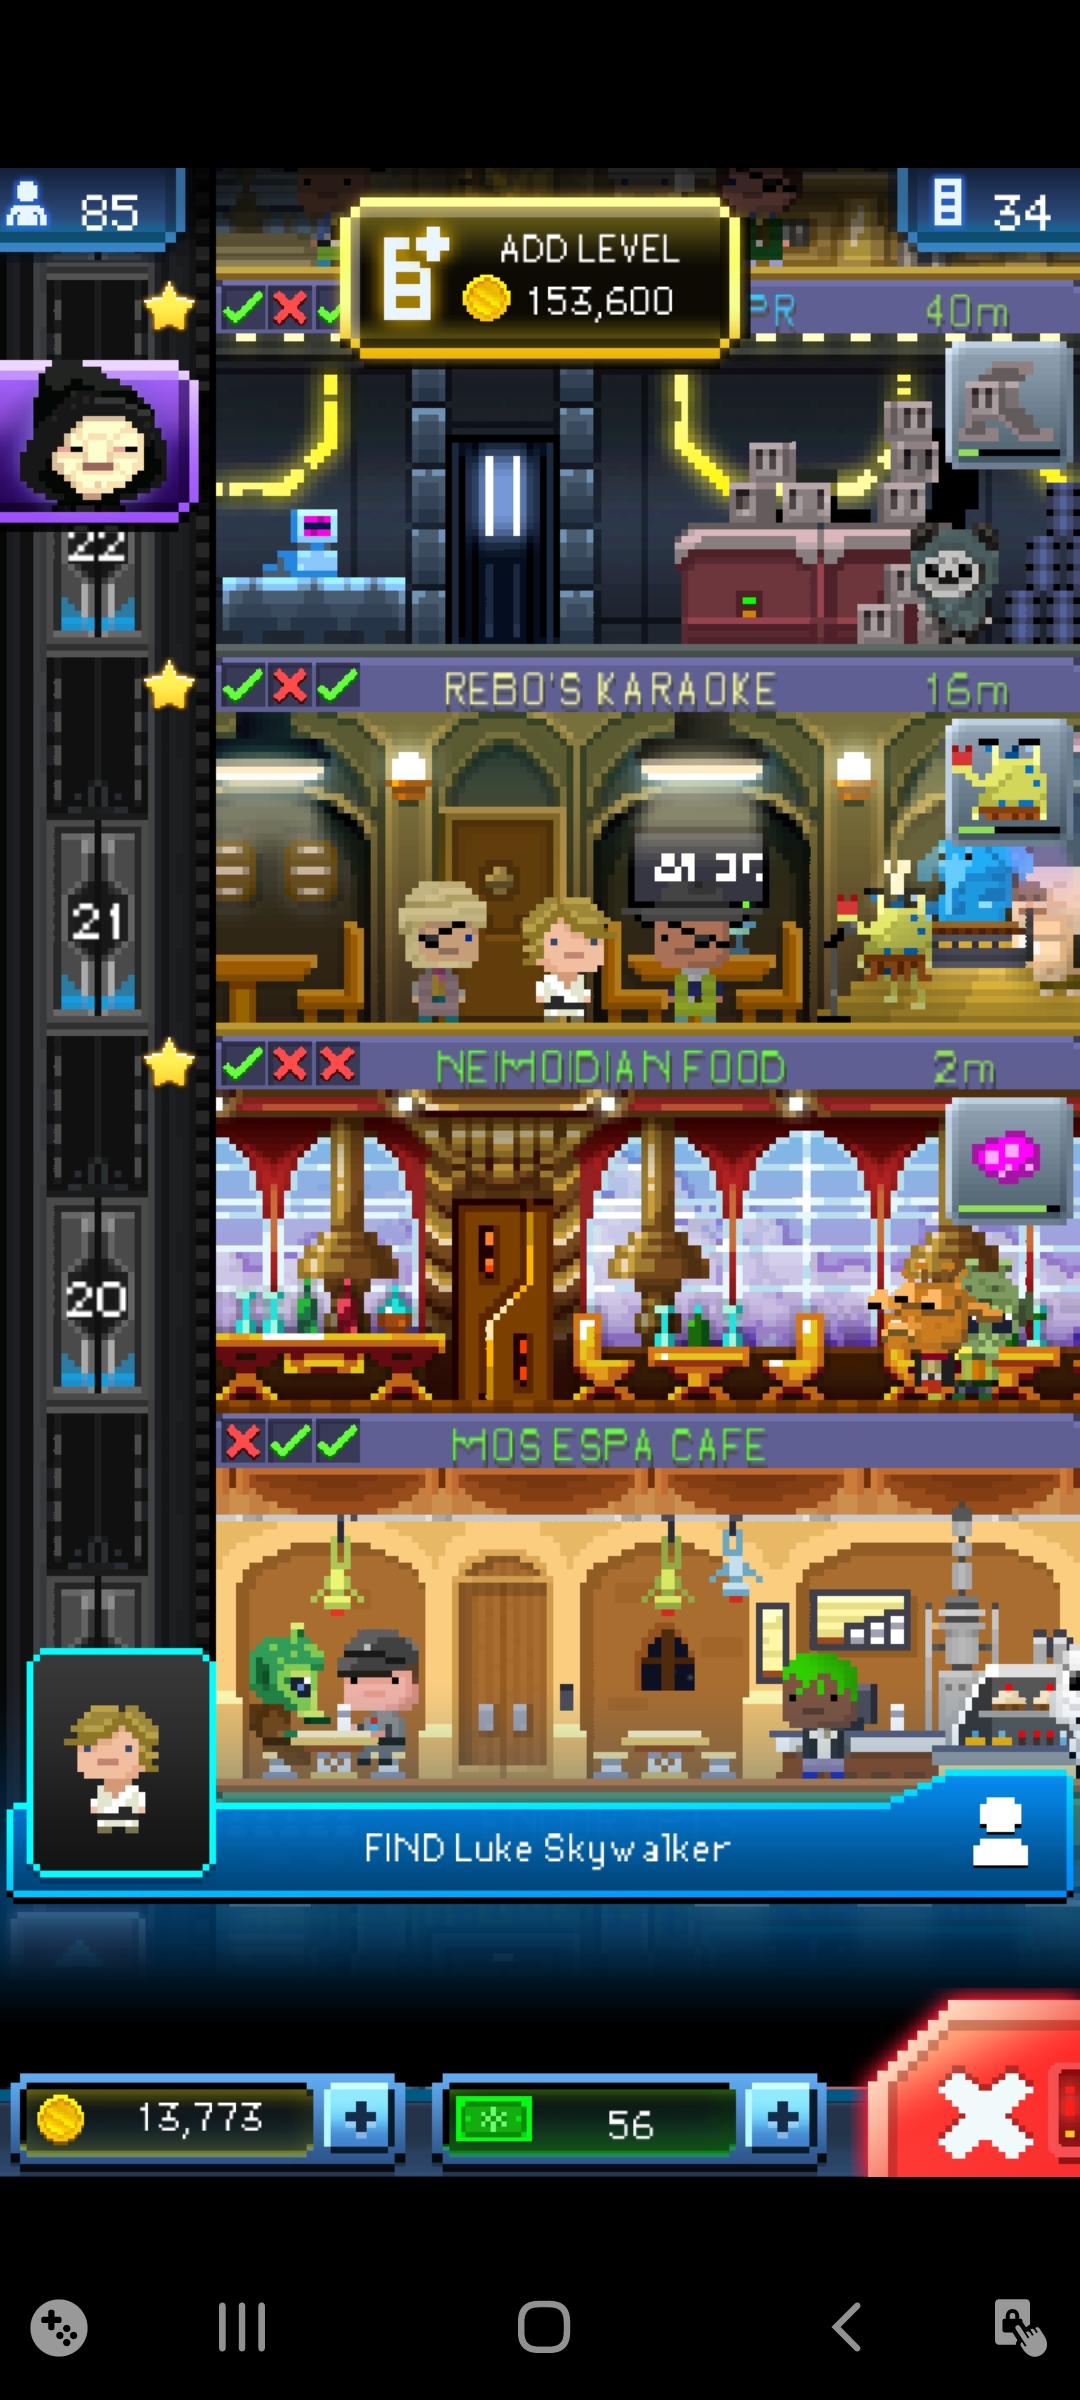 85
ADD LEVEL
153,600
34
PR
40m
22
REBO'S KARAOKE
16m
21
NEIMOIDIAN FOOD
2m
20
MOS ESPA CAFE
FIND Luke Skywalker
13,773
56